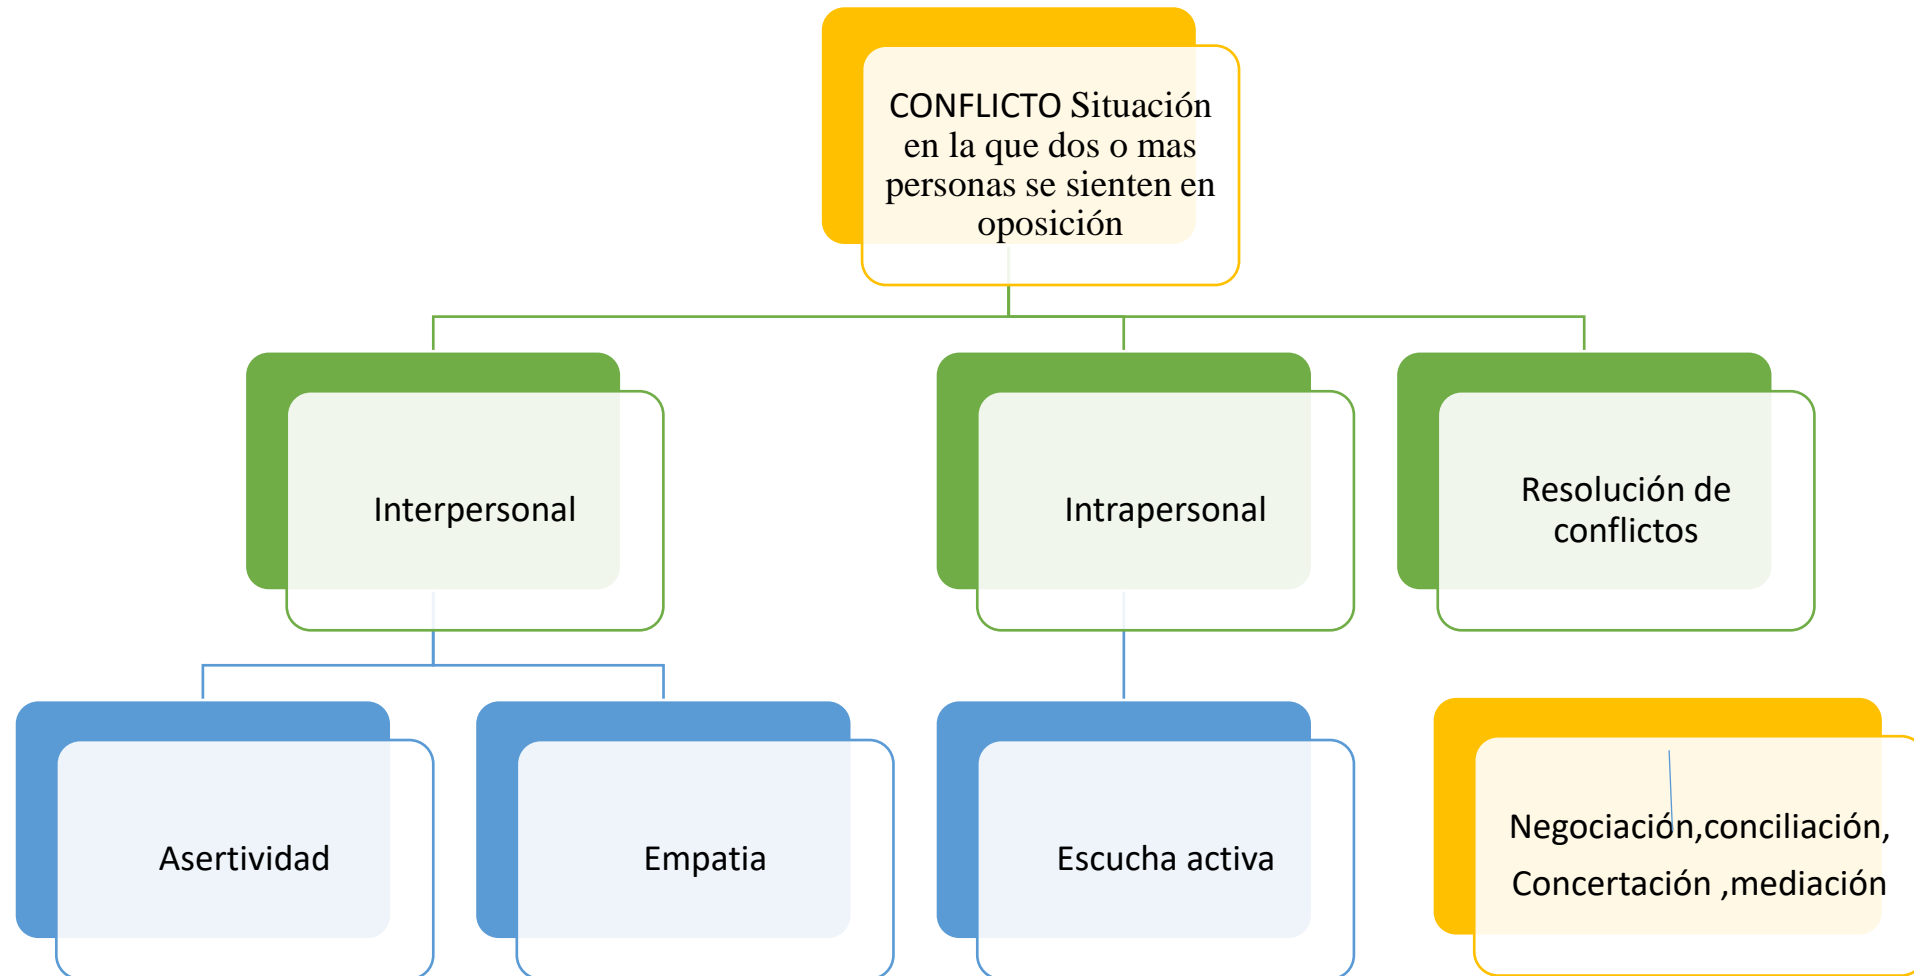 CONFLICTO Situación
en la que dos o mas
personas se sienten en
oposición
Interpersonal
Intrapersonal
Resolución de
conflictos
Asertividad
Empatia
Escucha activa
Negociación,conciliación,
Concertación ,mediación